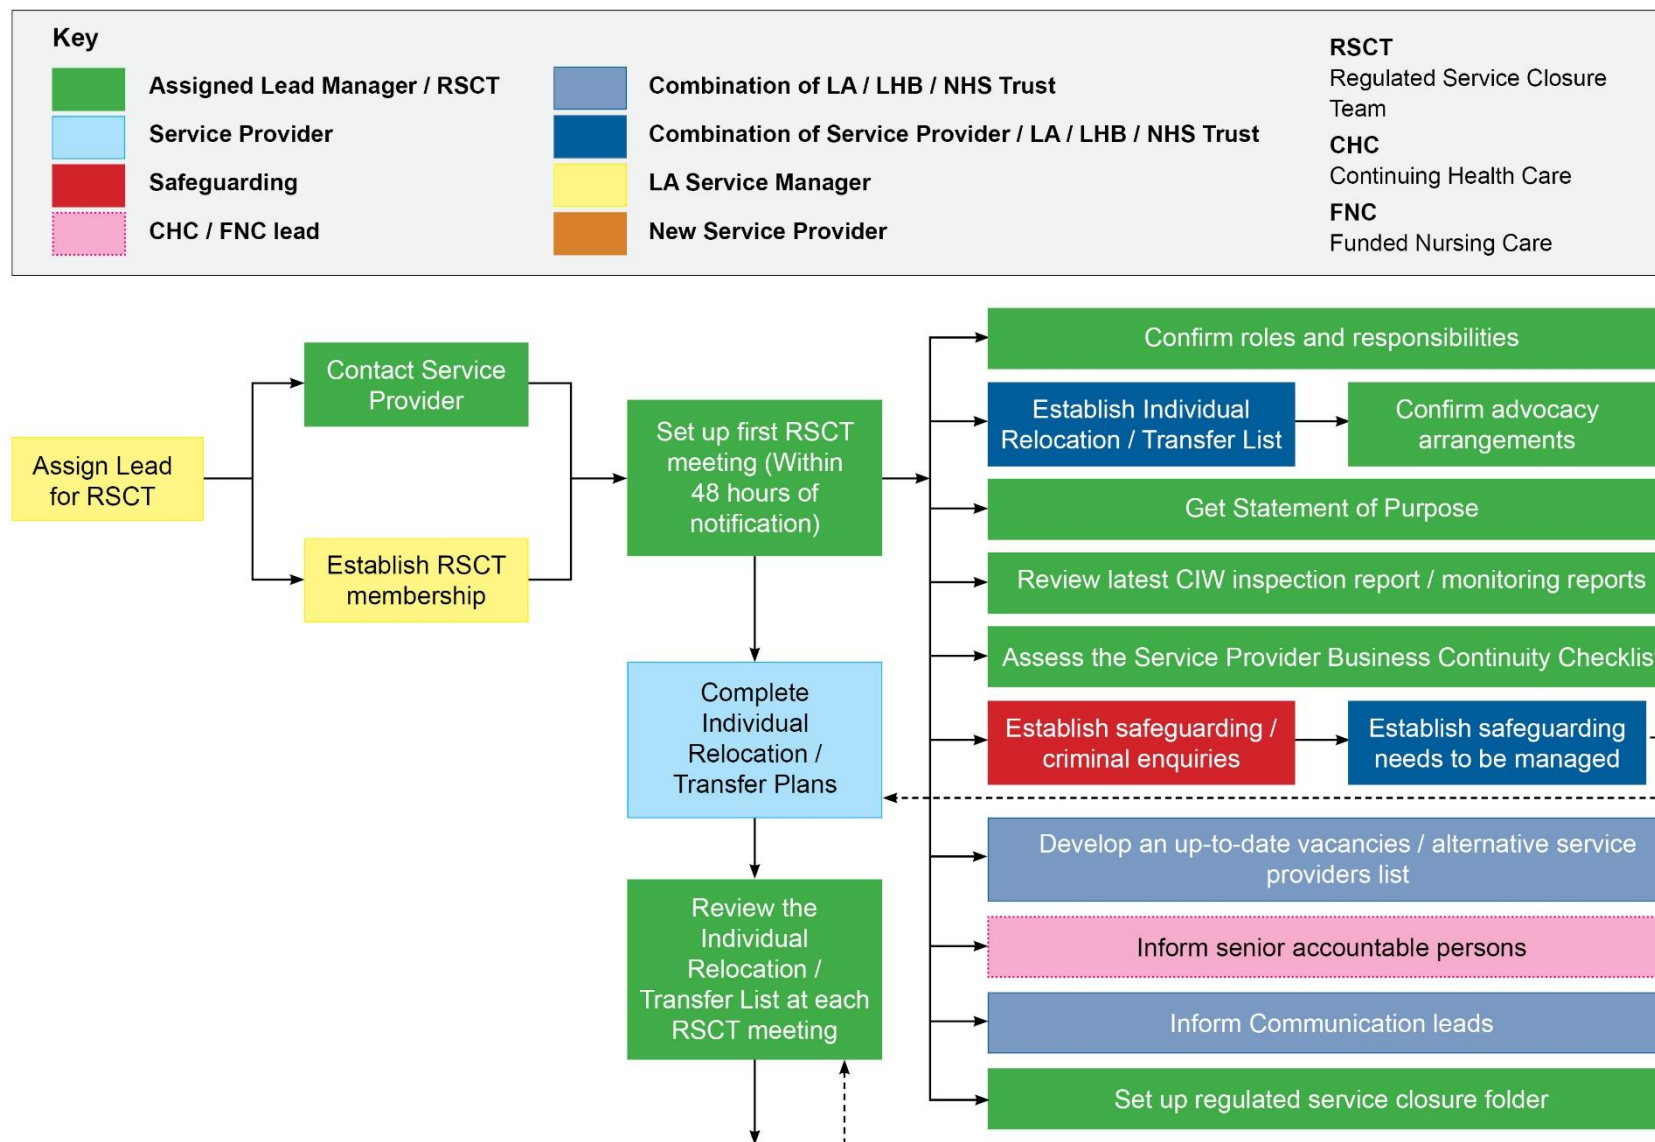 Key
Assigned Lead Manager / RSCT
Service Provider
Safeguarding
CHC / FNC lead
Combination of LA / LHB / NHS Trust
Combination of Service Provider / LA / LHB / NHS Trust
LA Service Manager
New Service Provider
RSCT
Regulated Service Closure
Team
CHC
Continuing Health Care
FNC
Funded Nursing Care
Assign Lead
for RSCT
Contact Service
Provider
Establish RSCT
membership
Set up first RSCT
meeting (Within
48 hours of
notification)
Complete
Individual
Relocation /
Transfer Plans
Review the
Individual
Relocation /
Transfer List at each
RSCT meeting
Confirm roles and responsibilities
Establish Individual
Relocation / Transfer List
Confirm advocacy
arrangements
Get Statement of Purpose
Review latest CIW inspection report / monitoring reports
Assess the Service Provider Business Continuity Checklist
Establish safeguarding /
criminal enquiries
Establish safeguarding
needs to be managed
Develop an up-to-date vacancies / alternative service
providers list
Inform senior accountable persons
Inform Communication leads
Set up regulated service closure folder